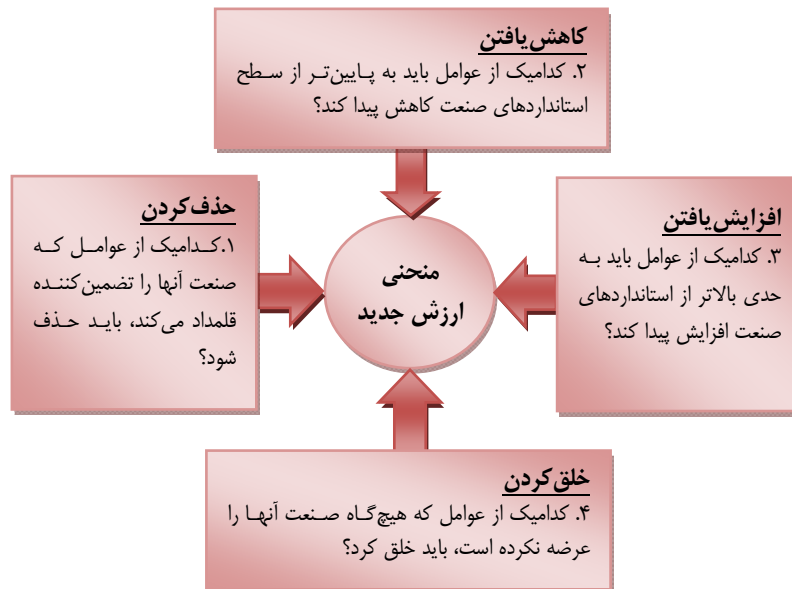 کاهش‌یافتن
۲. کدامیک از عوامل باید به پایین‌تر از سطح
استانداردهای صنعت کاهش پیدا کند؟
حذف‌کردن
۱.کدامیک از عوامل که
صنعت آنها را تضمین‌کننده
قلمداد می‌کند، باید حذف
شود؟
منحنی
ارزش جدید
افزایش‌یافتن
۳. کدامیک از عوامل باید به
حدی بالاتر از استانداردهای
صنعت افزایش پیدا کند؟
خلق‌کردن
۴. کدامیک از عوامل که هیچ‌گاه صنعت آنها را
عرضه نکرده است، باید خلق کرد؟